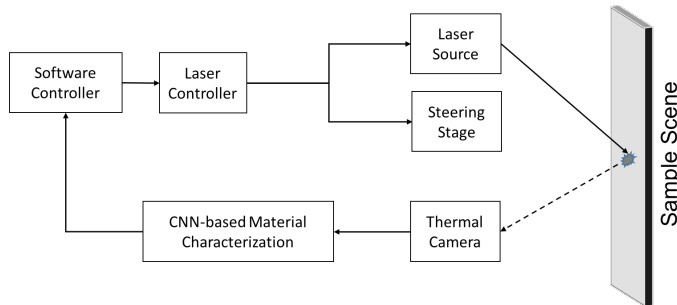 Laser
Source
Software
Controller
Laser
Controller
Steering
Stage
CNN-based Material
Characterization
Thermal
Camera
Sample Scene